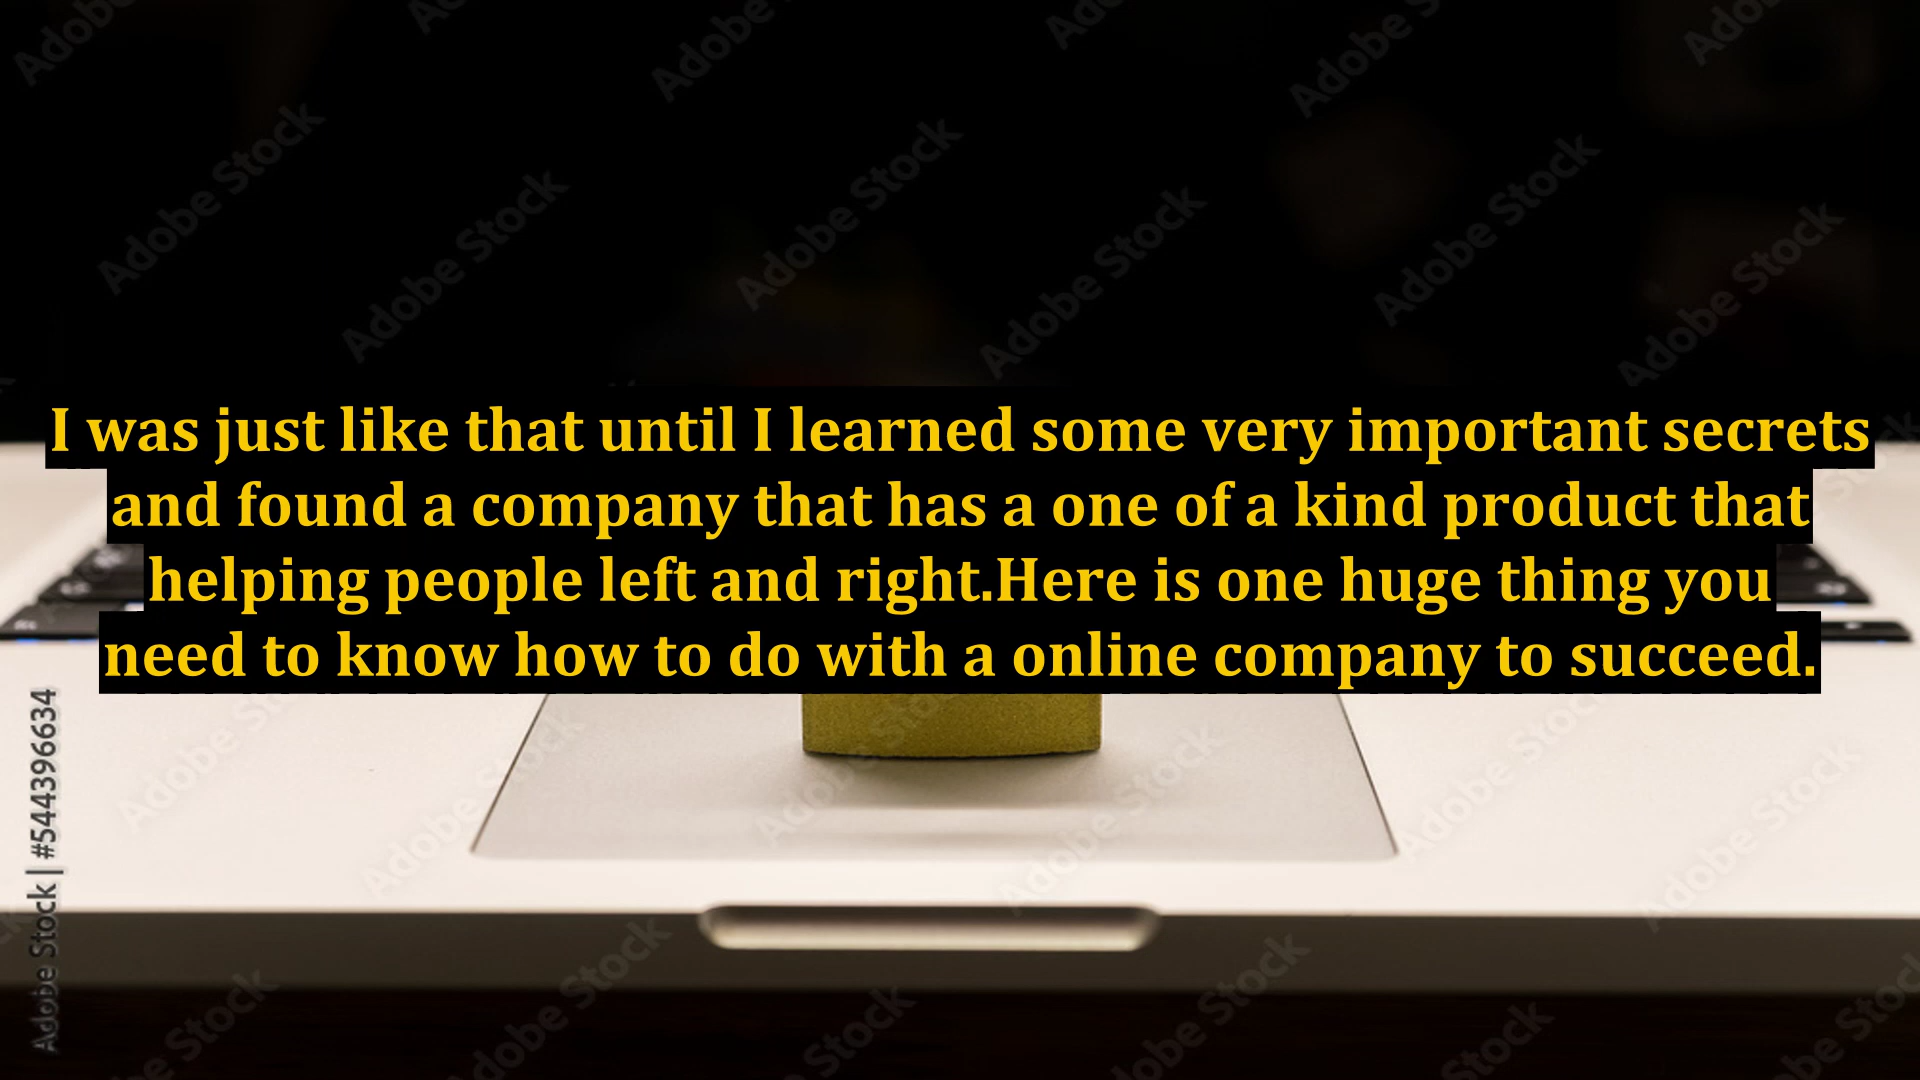 I was just like that until I learned some very important secrets
and found a company that has a one of a kind product that
helping people left and right.Here is one huge thing you
need to know how to do with a online company to succeed.
Adobe Stock | #544396634
Adobe Stock